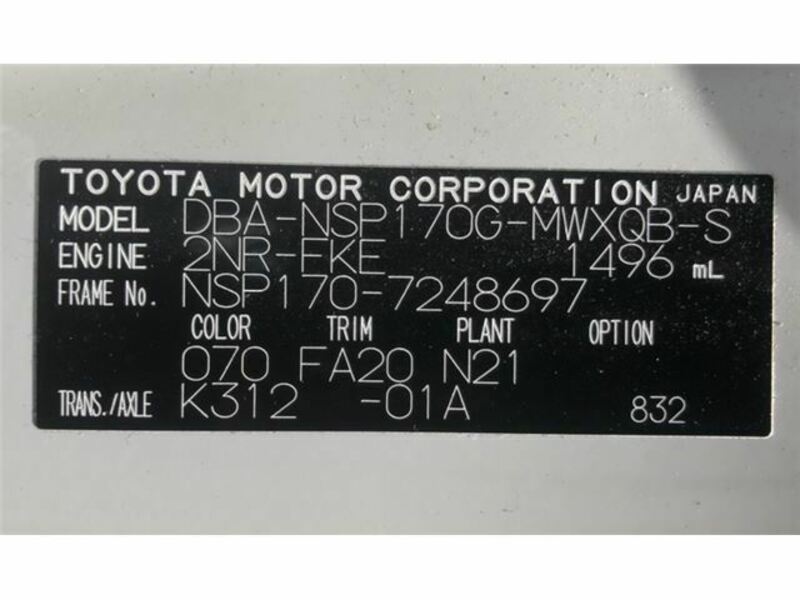 TOYOTA MOTOR CORPORATION JAPAN
MODEL DBA-NSP170G-MWXQB-S
ENGINE 2NR-FKE 1496 mL
FRAME No. NSP170-7248697
COLOR TRIM PLANT OPTION
070 FA20 N21
TRANS./AXLE K312 -01A 832